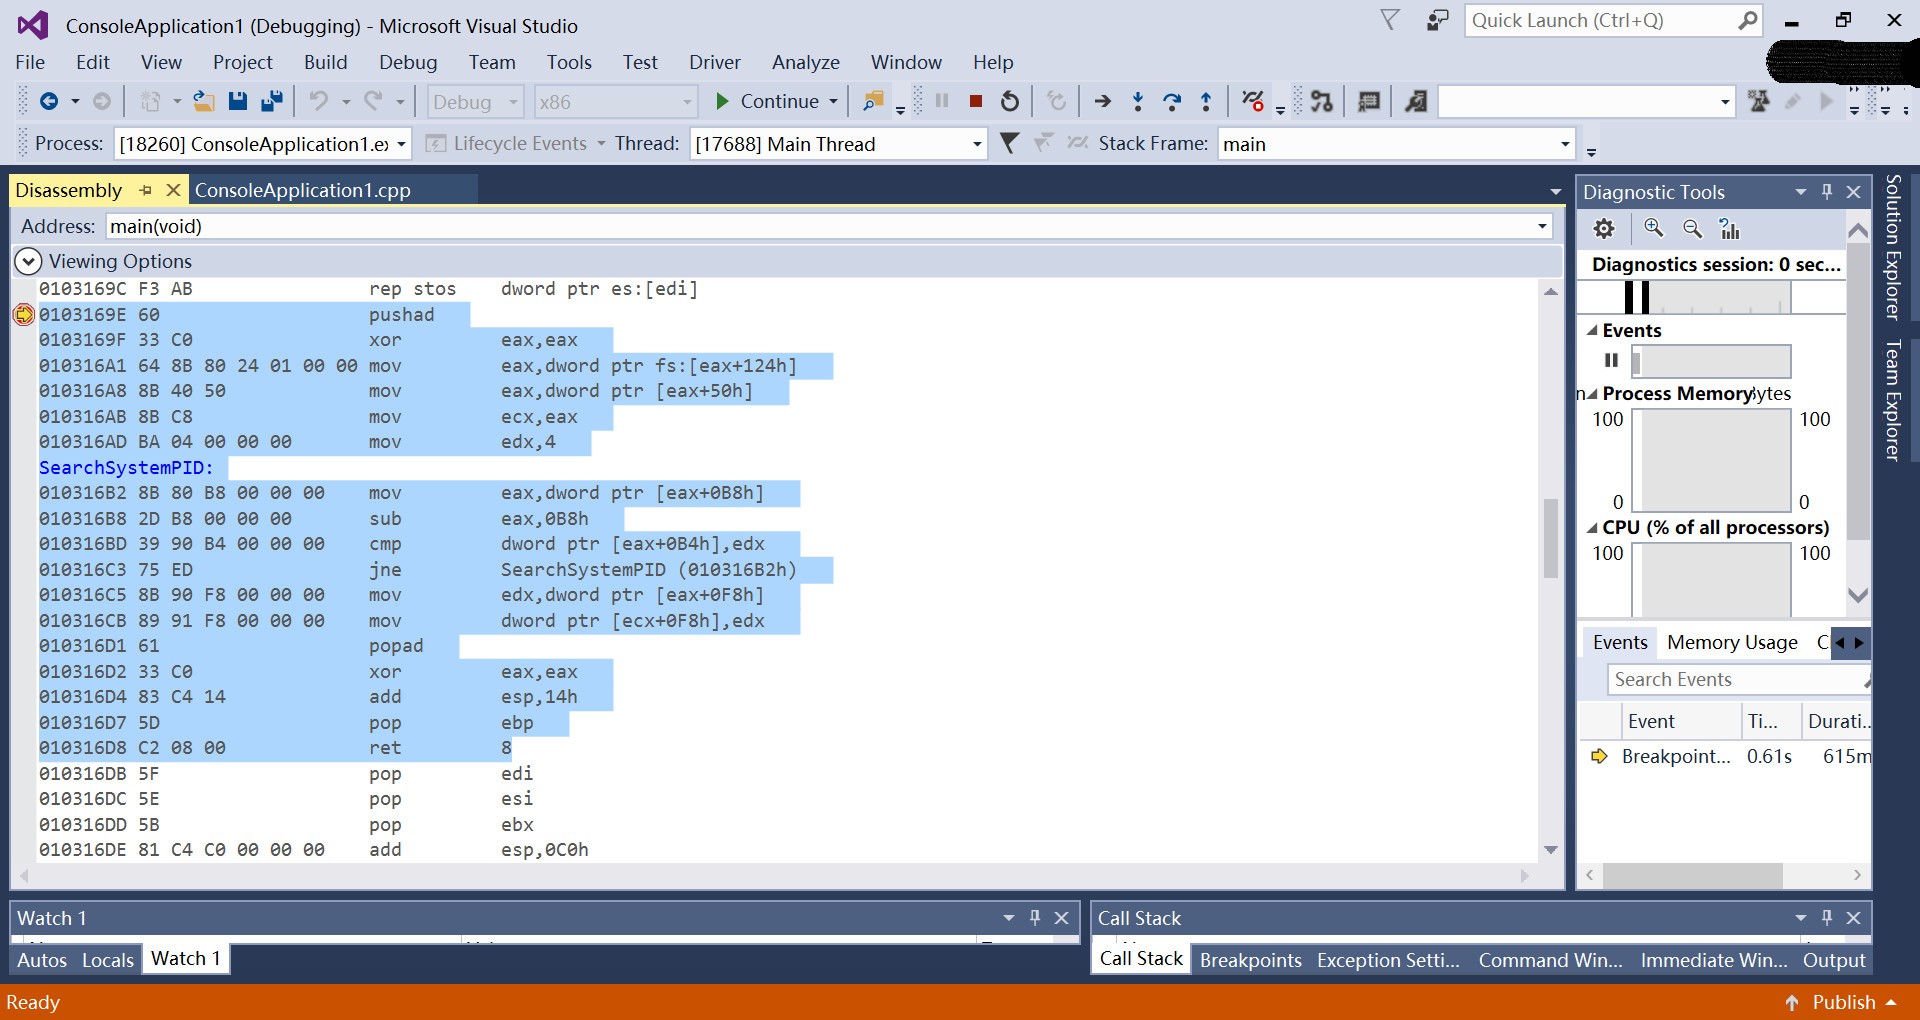 ConsoleApplication1 (Debugging) - Microsoft Visual Studio
Quick Launch (Ctrl+Q)
File Edit View Project Build Debug Team Tools Test Driver Analyze Window Help
Debug x86 Continue
Process: [18260] ConsoleApplication1.ex Lifecycle Events Thread: [17688] Main Thread Stack Frame: main
Disassembly ConsoleApplication1.cpp
Address: main(void)
Viewing Options
0103169C F3 AB rep stos dword ptr es:[edi]
0103169E 60 pushad
0103169F 33 C0 xor eax,eax
010316A1 64 8B 80 24 01 00 00 mov eax,dword ptr fs:[eax+124h]
010316A8 8B 40 50 mov eax,dword ptr [eax+50h]
010316AB 8B C8 mov ecx,eax
010316AD BA 04 00 00 00 mov edx,4
SearchSystemPID:
010316B2 8B 80 B8 00 00 00 mov eax,dword ptr [eax+0B8h]
010316B8 2D B8 00 00 00 sub eax,0B8h
010316BD 39 90 B4 00 00 00 cmp dword ptr [eax+0B4h],edx
010316C3 75 ED jne SearchSystemPID (010316B2h)
010316C5 8B 90 F8 00 00 00 mov edx,dword ptr [eax+0F8h]
010316CB 89 91 F8 00 00 00 mov dword ptr [ecx+0F8h],edx
010316D1 61 popad
010316D2 33 C0 xor eax,eax
010316D4 83 C4 14 add esp,14h
010316D7 5D pop ebp
010316D8 C2 08 00 ret 8
010316DB 5F pop edi
010316DC 5E pop esi
010316DD 5B pop ebx
010316DE 81 C4 C0 00 00 00 add esp,0C0h
Diagnostic Tools
Diagnostics session: 0 sec...
Events
Process Memory
ytes
100 100
0 0
CPU (% of all processors)
100 100
Events Memory Usage C
Search Events
Event Ti... Durati..
Breakpoint... 0.61s 615m
Solution Explorer
Team Explorer
Watch 1
Autos Locals Watch 1
Call Stack
Call Stack Breakpoints Exception Setti... Command Win... Immediate Win... Output
Ready
Publish